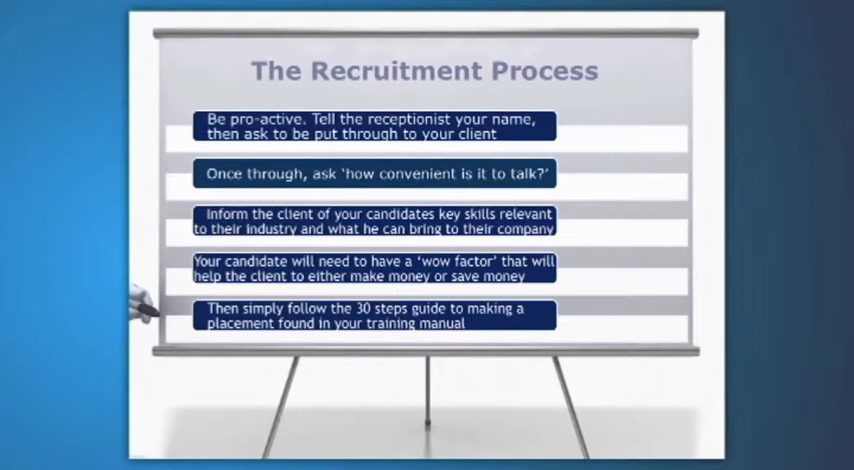 The Recruitment Process
Be pro-active. Tell the receptionist your name,
then ask to be put through to your client
Once through, ask ‘how convenient is it to talk?’
Inform the client of your candidates key skills relevant
to their industry and what he can bring to their company
Your candidate will need to have a ‘wow factor’ that will
help the client to either make money or save money
Then simply follow the 30 steps guide to making a
placement found in your training manual